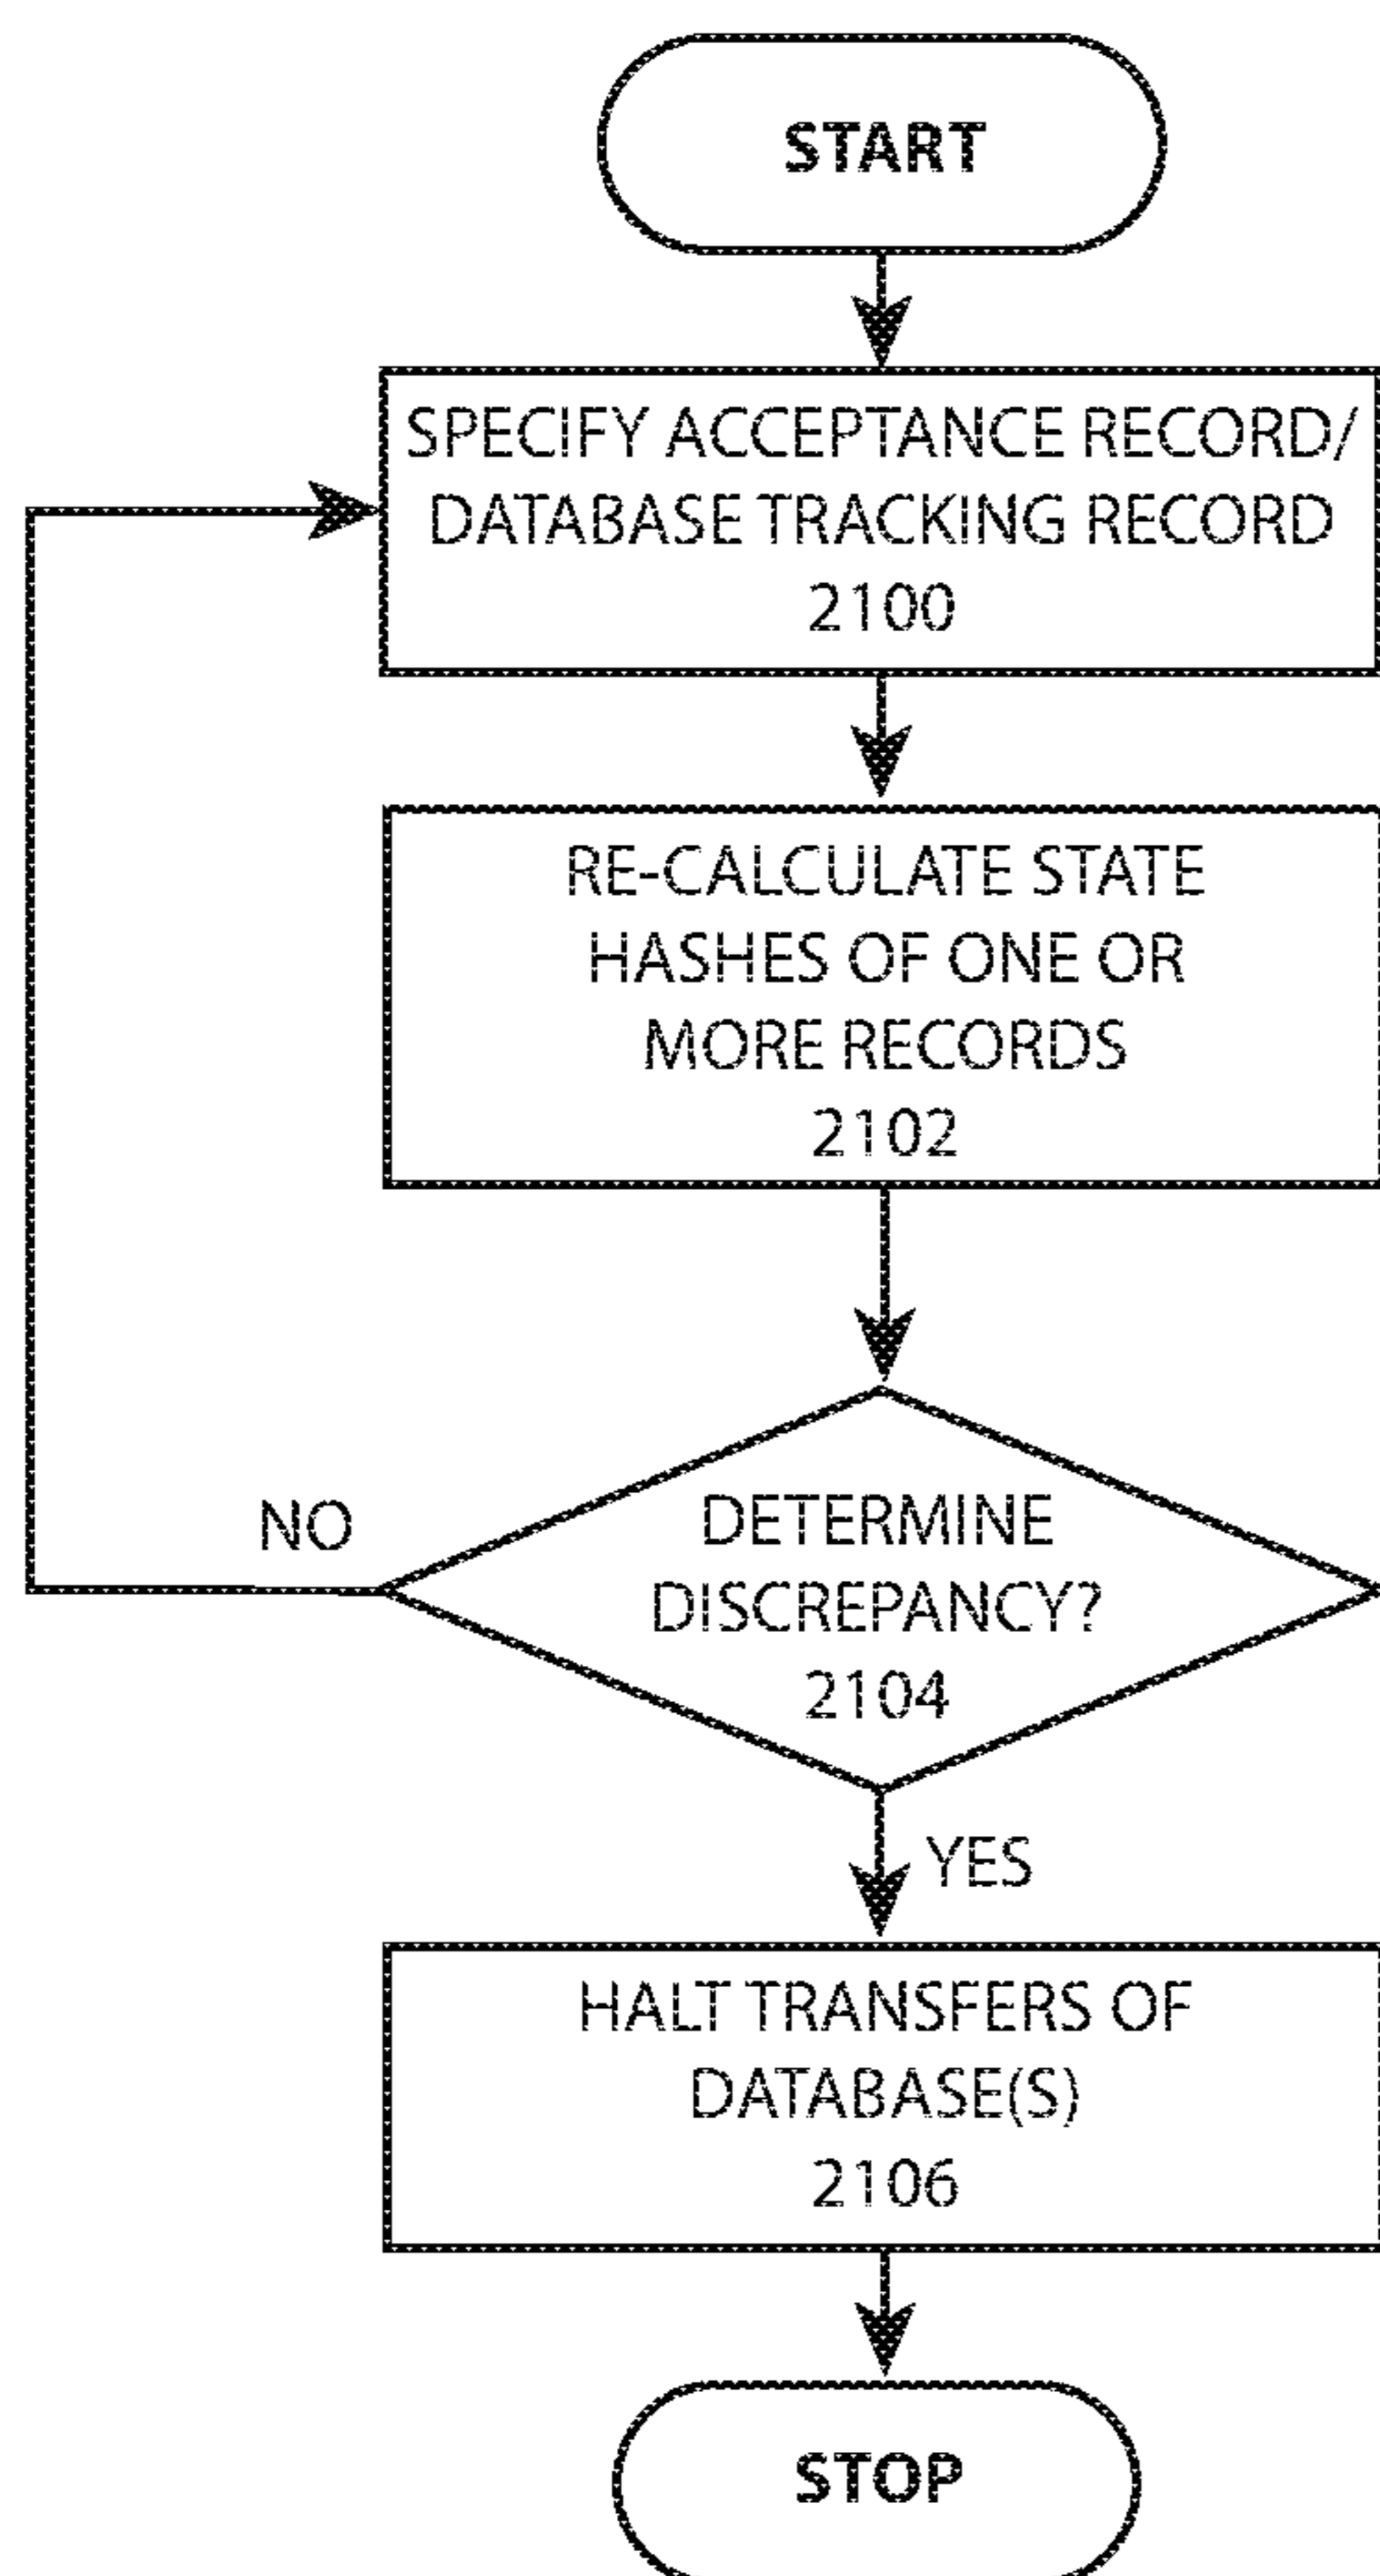 START
SPECIFY ACCEPTANCE RECORD/
DATABASE TRACKING RECORD
2100
RE-CALCULATE STATE
HASHES OF ONE OR
MORE RECORDS
2102
DETERMINE
DISCREPANCY?
2104
NO
YES
HALT TRANSFERS OF
DATABASE(S)
2106
STOP